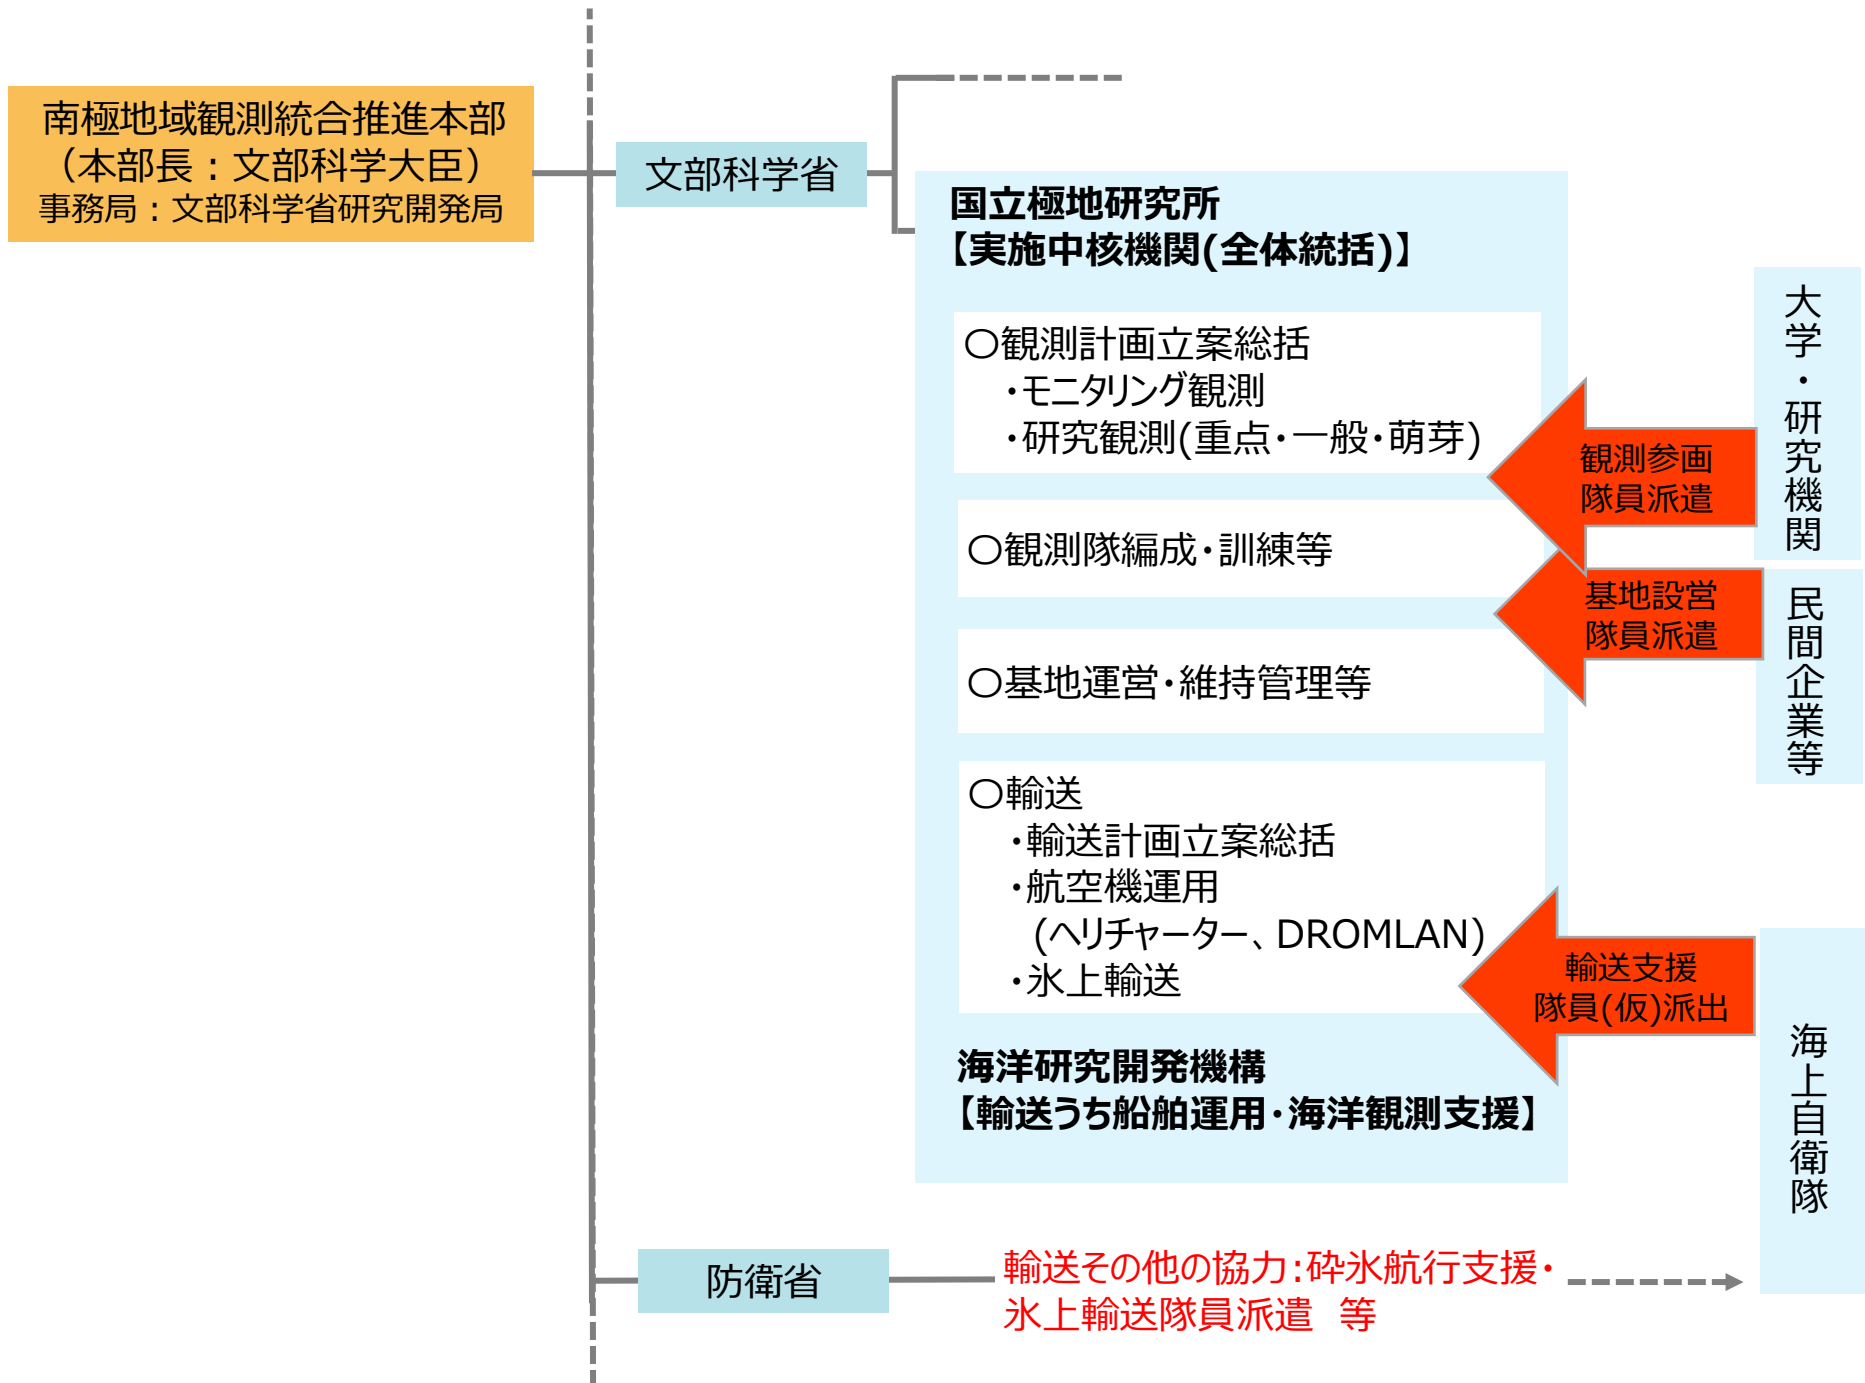 南極地域観測統合推進本部
（本部長：文部科学大臣）
事務局：文部科学省研究開発局
文部科学省
国立極地研究所
【実施中核機関(全体統括)】
〇観測計画立案総括
・モニタリング観測
・研究観測(重点・一般・萌芽)
〇観測隊編成・訓練等
〇基地運営・維持管理等
〇輸送
・輸送計画立案総括
・航空機運用
(ヘリチャーター、DROMLAN)
・氷上輸送
海洋研究開発機構
【輸送うち船舶運用・海洋観測支援】
観測参画
隊員派遣
大学・研究機関
基地設営
隊員派遣
民間企業等
輸送支援
隊員(仮)派出
海上自衛隊
防衛省
輸送その他の協力：砕氷航行支援・
氷上輸送隊員派遣　等